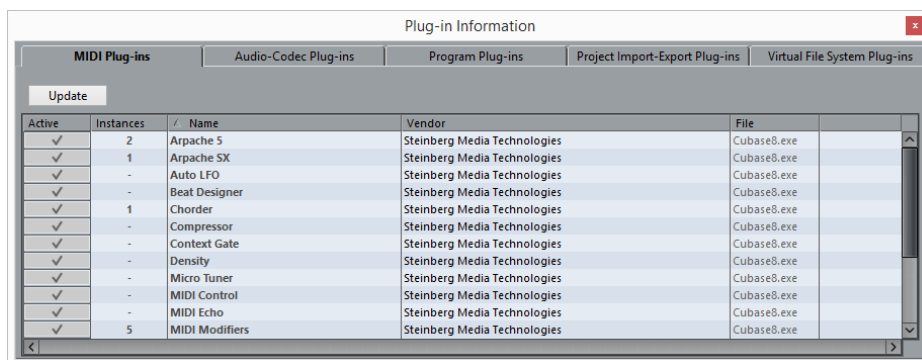 Plug-in Information
x
MIDI Plug-ins Audio-Codec Plug-ins Program Plug-ins Project Import-Export Plug-ins Virtual File System Plug-ins
Update
Active Instances Name Vendor File
2 Arpache 5 Steinberg Media Technologies Cubase8.exe
1 Arpache SX Steinberg Media Technologies Cubase8.exe
- Auto LFO Steinberg Media Technologies Cubase8.exe
- Beat Designer Steinberg Media Technologies Cubase8.exe
1 Chorder Steinberg Media Technologies Cubase8.exe
- Compressor Steinberg Media Technologies Cubase8.exe
- Context Gate Steinberg Media Technologies Cubase8.exe
- Density Steinberg Media Technologies Cubase8.exe
- Micro Tuner Steinberg Media Technologies Cubase8.exe
- MIDI Control Steinberg Media Technologies Cubase8.exe
- MIDI Echo Steinberg Media Technologies Cubase8.exe
5 MIDI Modifiers Steinberg Media Technologies Cubase8.exe